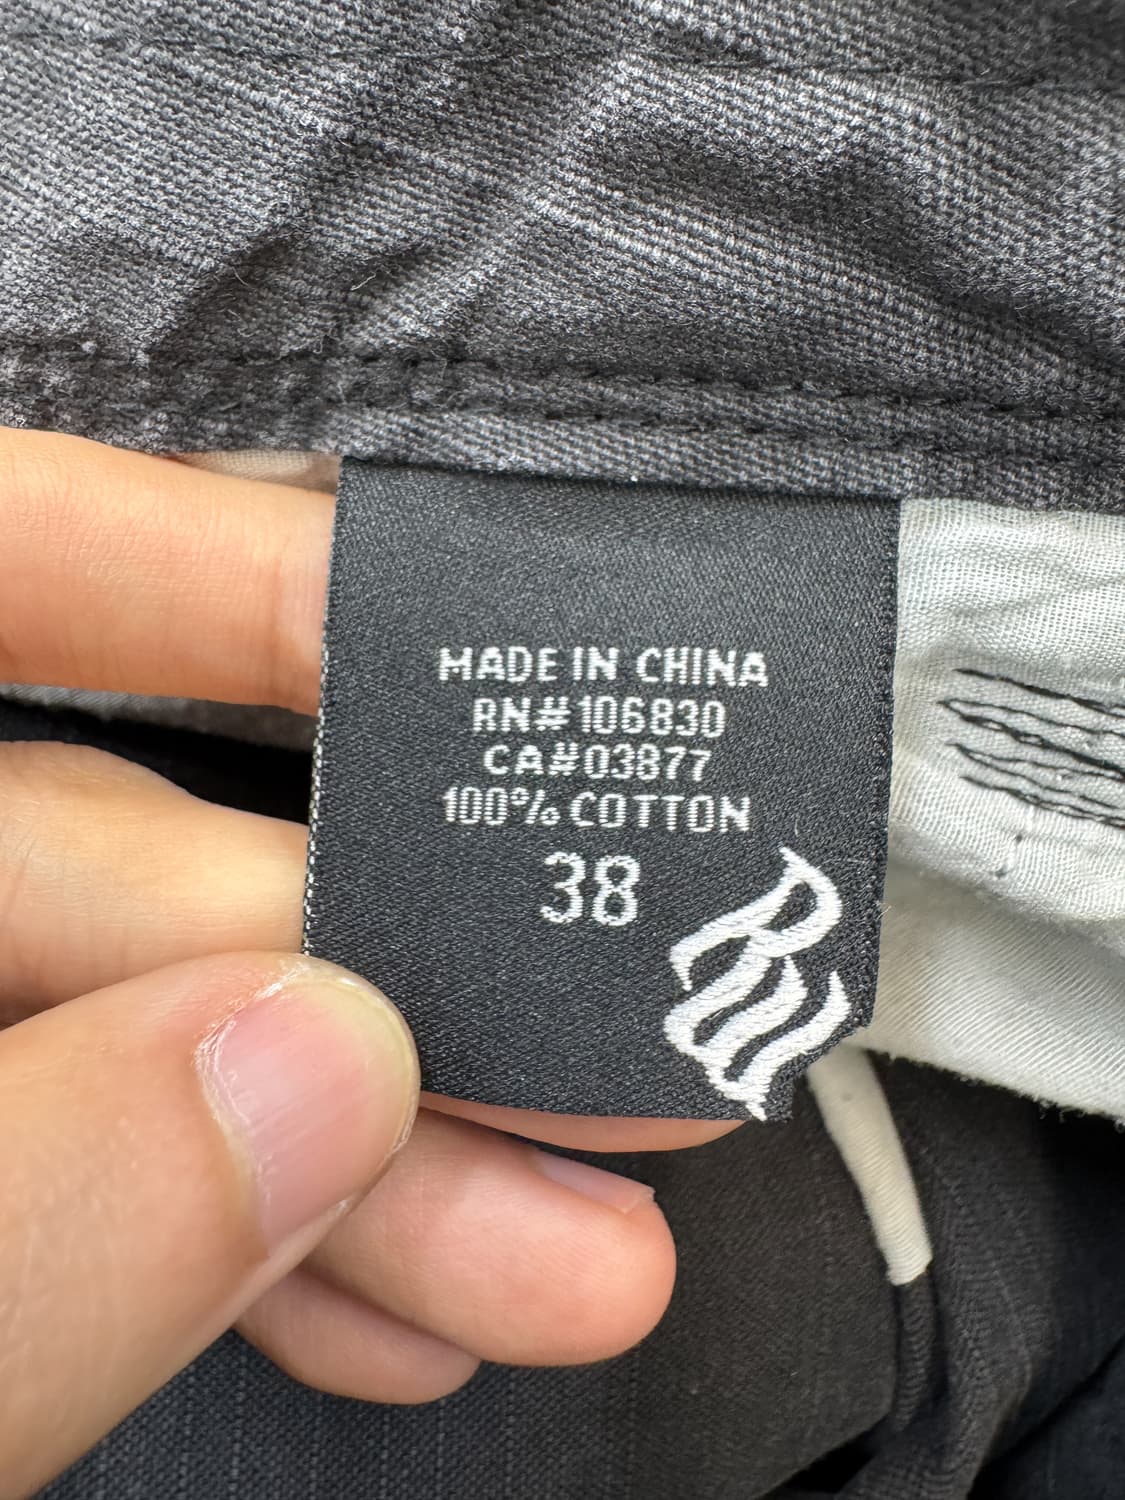 MADE IN CHINA
RN#106830
CA#03877
100% COTTON
38
R